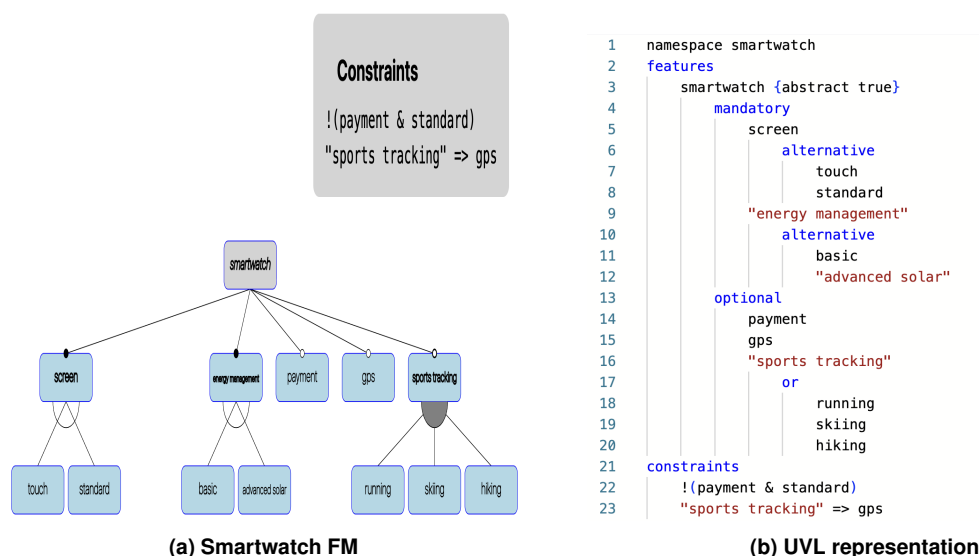 Constraints
!(payment & standard)
"sports tracking" => gps
smartwatch
screen
energy management
payment
gps
sports tracking
touch
standard
basic
advanced solar
running
skiing
hiking
(a) Smartwatch FM
1 namespace smartwatch
2 features
3 smartwatch {abstract true}
4 mandatory
5 screen
6 alternative
7 touch
8 standard
9 "energy management"
10 alternative
11 basic
12 "advanced solar"
13 optional
14 payment
15 gps
16 "sports tracking"
17 or
18 running
19 skiing
20 hiking
21 constraints
22 !(payment & standard)
23 "sports tracking" => gps
(b) UVL representation